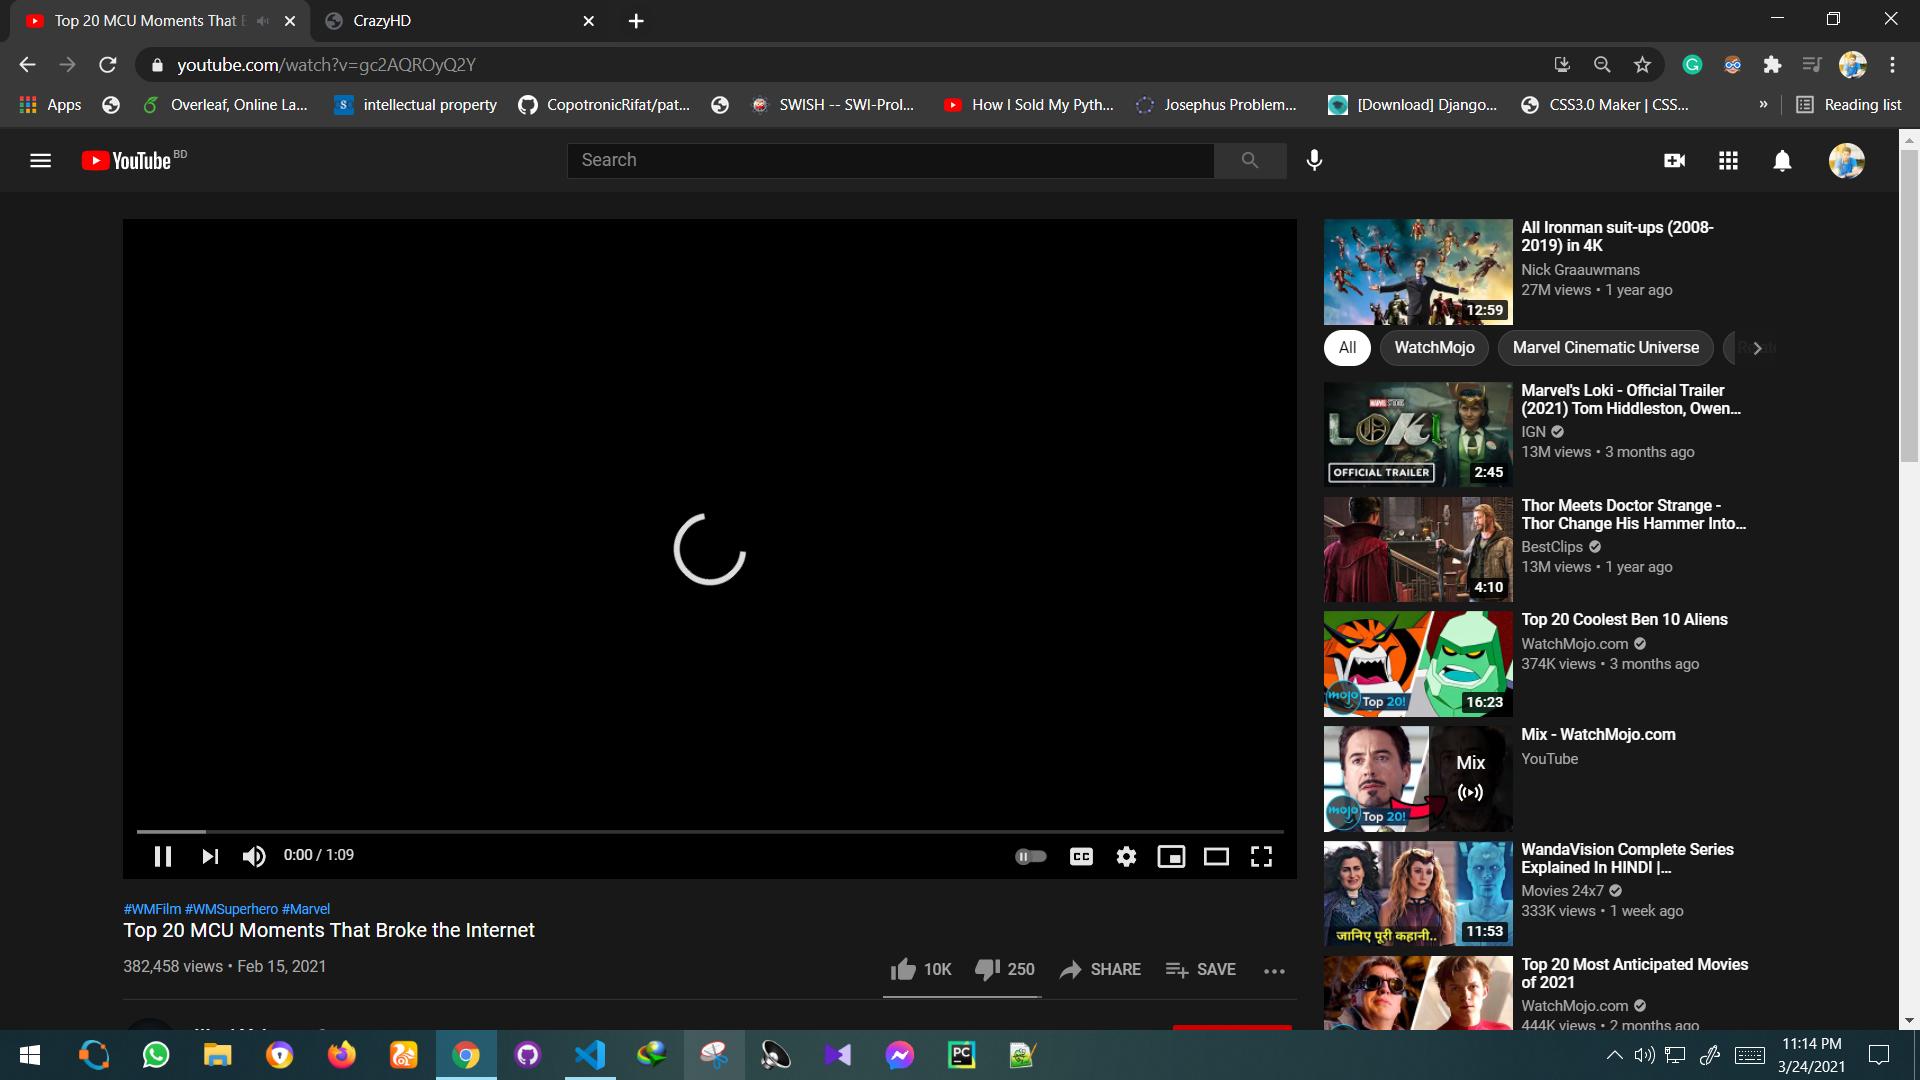 Top 20 MCU Moments That
CrazyHD
youtube.com/watch?v=gc2AQROyQ2Y
Apps
Overleaf, Online La...
intellectual property
CopotronicRifat/pat...
SWISH -- SWI-Prol...
How I Sold My Pyth...
Josephus Problem...
[Download] Django...
CSS3.0 Maker | CSS...
»
Reading list
YouTube BD
Search
12:59
All Ironman suit-ups (2008-
2019) in 4K
Nick Graauwmans
27M views • 1 year ago
All
WatchMojo
Marvel Cinematic Universe
MARVEL STUDIOS
LOKI
OFFICIAL TRAILER
2:45
Marvel's Loki - Official Trailer
(2021) Tom Hiddleston, Owen...
IGN
13M views • 3 months ago
4:10
Thor Meets Doctor Strange -
Thor Change His Hammer Into...
BestClips
13M views • 1 year ago
mojo Top 20!
16:23
Top 20 Coolest Ben 10 Aliens
WatchMojo.com
374K views • 3 months ago
Mix
mojo Top 20!
Mix - WatchMojo.com
YouTube
जानिए पूरी कहानी..
11:53
WandaVision Complete Series
Explained In HINDI |...
Movies 24x7
333K views • 1 week ago
Top 20 Most Anticipated Movies
of 2021
WatchMojo.com
444K views • 2 months ago
0:00 / 1:09
CC
#WMFilm #WMSuperhero #Marvel
Top 20 MCU Moments That Broke the Internet
382,458 views • Feb 15, 2021
10K
250
SHARE
SAVE
PC
11:14 PM
3/24/2021